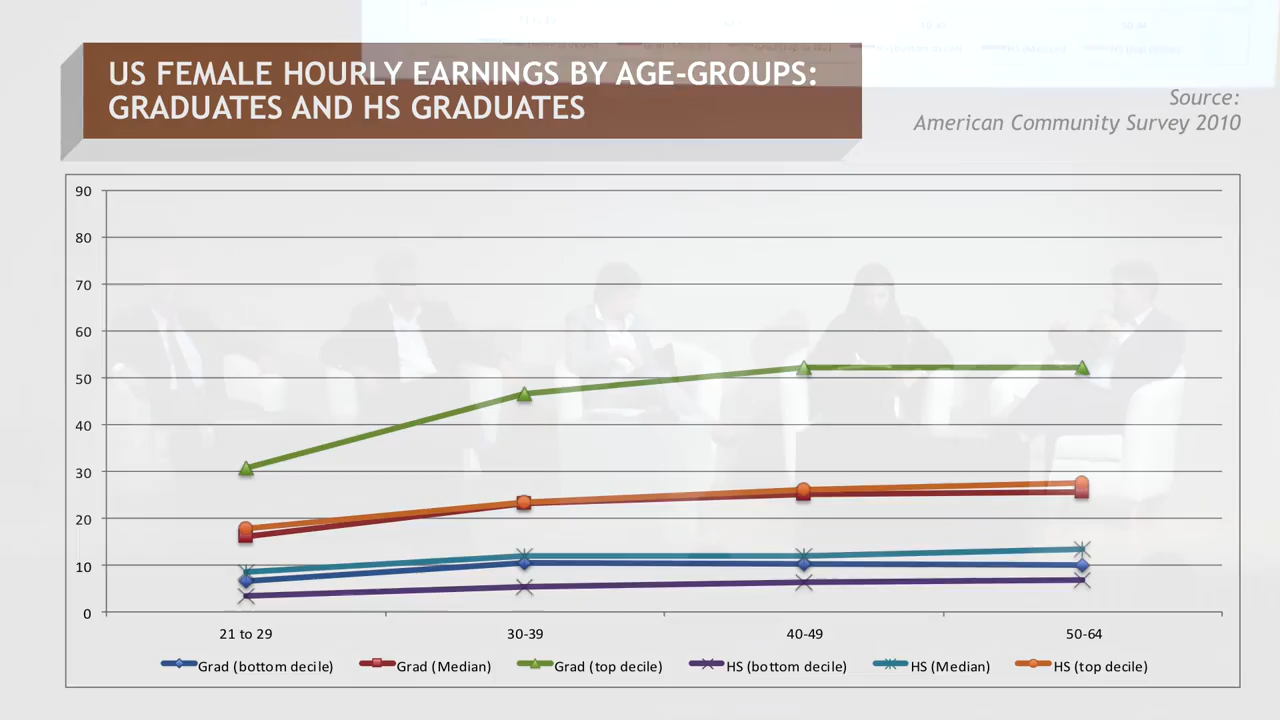 US FEMALE HOURLY EARNINGS BY AGE-GROUPS:
GRADUATES AND HS GRADUATES
Source:
American Community Survey 2010
90
80
70
60
50
40
30
20
10
0
21 to 29 30-39 40-49 50-64
Grad (bottom decile) Grad (Median) Grad (top decile) HS (bottom decile) HS (Median) HS (top decile)